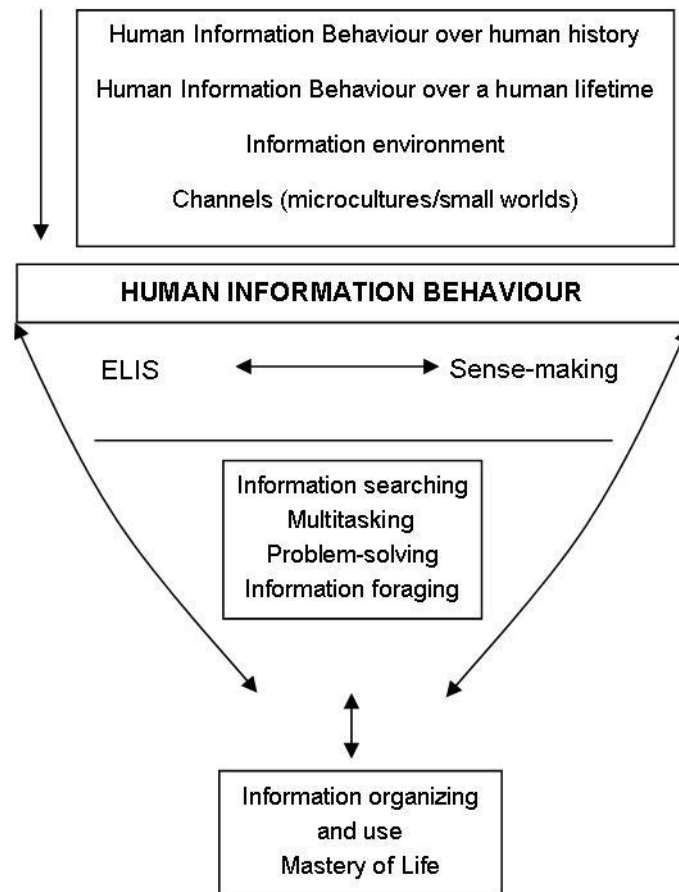 Human Information Behaviour over human history
Human Information Behaviour over a human lifetime
Information environment
Channels (microcultures/small worlds)
HUMAN INFORMATION BEHAVIOUR
ELIS
Sense-making
Information searching
Multitasking
Problem-solving
Information foraging
Information organizing
and use
Mastery of Life